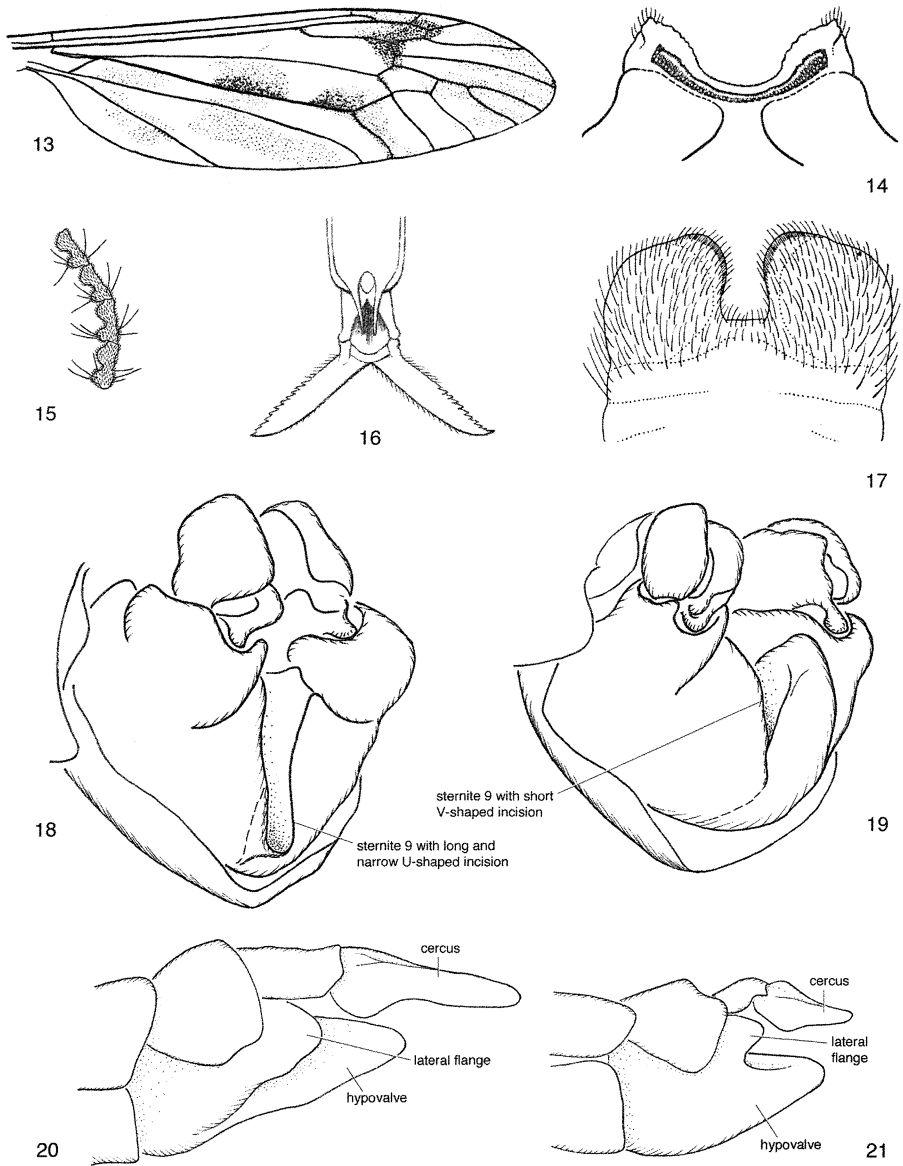 13
14
15
16
17
18
sternite 9 with long and
narrow U-shaped incision
sternite 9 with short
V-shaped incision
19
cercus
lateral flange
hypovalve
20
cercus
lateral
flange
hypovalve
21